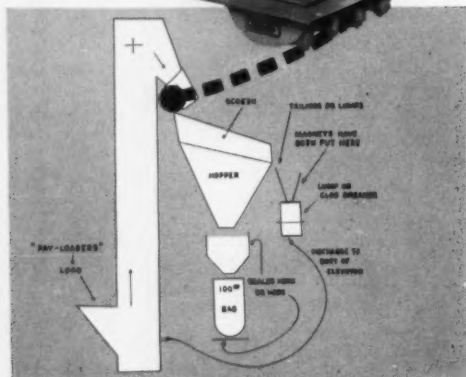 SCREEN
TAILINGS OR LUMPS
MAGNETS HAVE
BEEN PUT HERE
HOPPER
LUMP OR
CLOD BREAKER
"PAY-LOADERS"
LOAD
DISCHARGE TO
BOOT OF
ELEVATOR
SCALES HERE
OR HERE
100
BAG